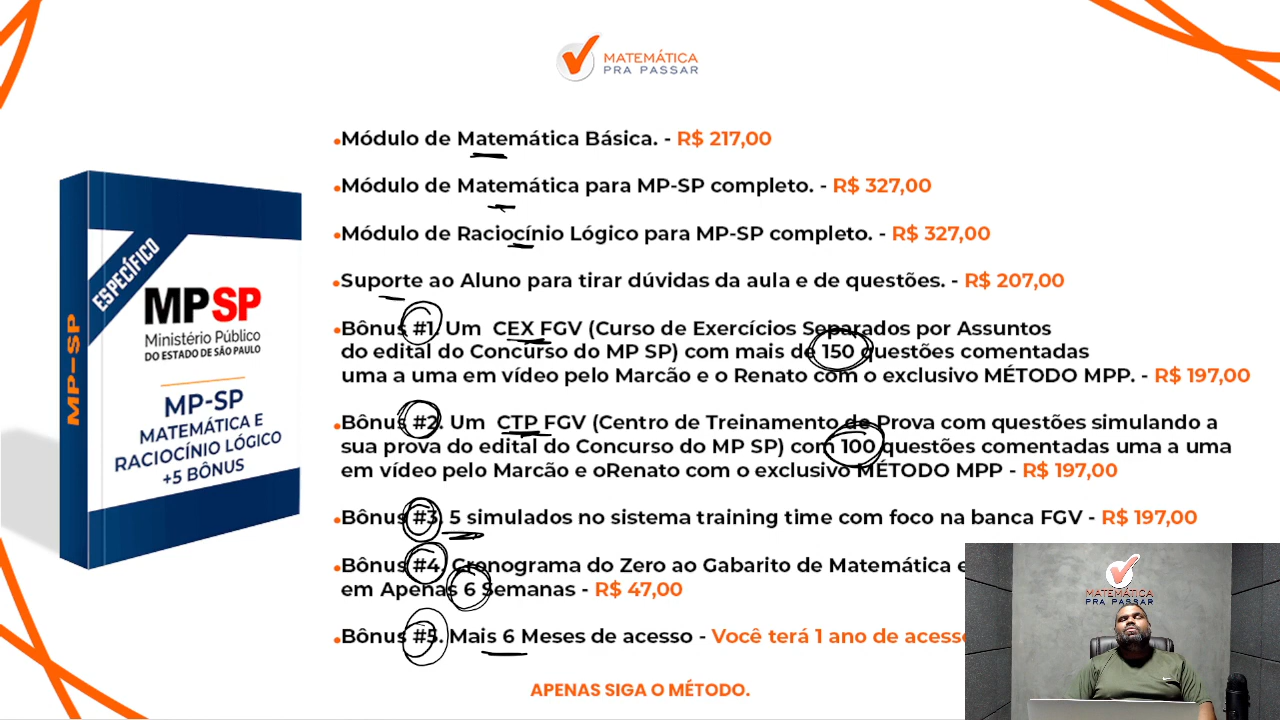 MATEMÁTICA
PRA PASSAR
•Módulo de Matemática Básica. - R$ 217,00
•Módulo de Matemática para MP-SP completo. - R$ 327,00
•Módulo de Raciocínio Lógico para MP-SP completo. - R$ 327,00
•Suporte ao Aluno para tirar dúvidas da aula e de questões. - R$ 207,00
•Bônus #1. Um CEX FGV (Curso de Exercícios Separados por Assuntos
do edital do Concurso do MP SP) com mais de 150 questões comentadas
uma a uma em vídeo pelo Marcão e o Renato com o exclusivo MÉTODO MPP. - R$ 197,00
•Bônus #2. Um CTP FGV (Centro de Treinamento de Prova com questões simulando a
sua prova do edital do Concurso do MP SP) com 100 questões comentadas uma a uma
em vídeo pelo Marcão e oRenato com o exclusivo MÉTODO MPP - R$ 197,00
•Bônus #3. 5 simulados no sistema training time com foco na banca FGV - R$ 197,00
•Bônus #4. Cronograma do Zero ao Gabarito de Matemática e
em Apenas 6 Semanas - R$ 47,00
•Bônus #5. Mais 6 Meses de acesso - Você terá 1 ano de acesso
APENAS SIGA O MÉTODO.
MP-SP
ESPECÍFICO
MPSP
Ministério Público
DO ESTADO DE SÃO PAULO
MP-SP
MATEMÁTICA E
RACIOCÍNIO LÓGICO
+5 BÔNUS
MATEMÁTICA
PRA PASSAR